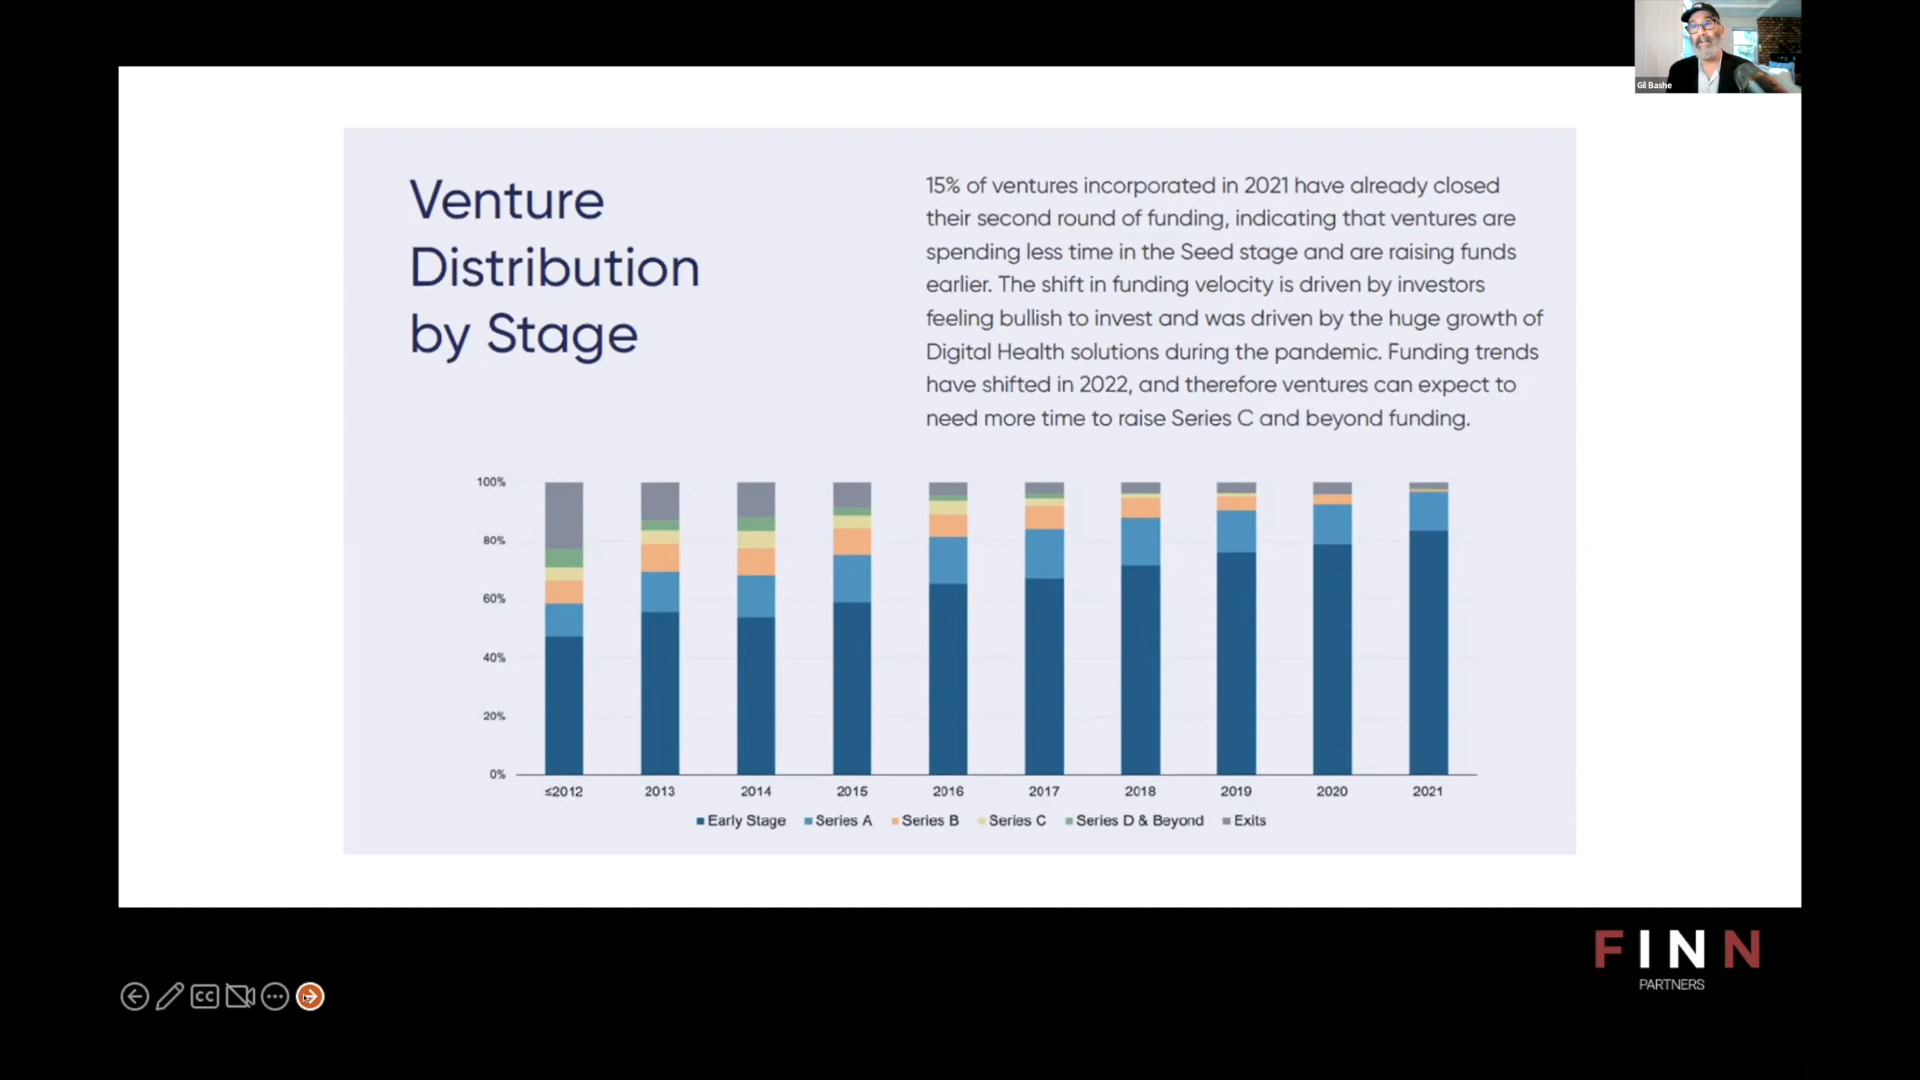 Gil Bashe
Venture
Distribution
by Stage
15% of ventures incorporated in 2021 have already closed
their second round of funding, indicating that ventures are
spending less time in the Seed stage and are raising funds
earlier. The shift in funding velocity is driven by investors
feeling bullish to invest and was driven by the huge growth of
Digital Health solutions during the pandemic. Funding trends
have shifted in 2022, and therefore ventures can expect to
need more time to raise Series C and beyond funding.
100%
80%
60%
40%
20%
0%
≤2012 2013 2014 2015 2016 2017 2018 2019 2020 2021
Early Stage Series A Series B Series C Series D & Beyond Exits
FINN
PARTNERS
CC